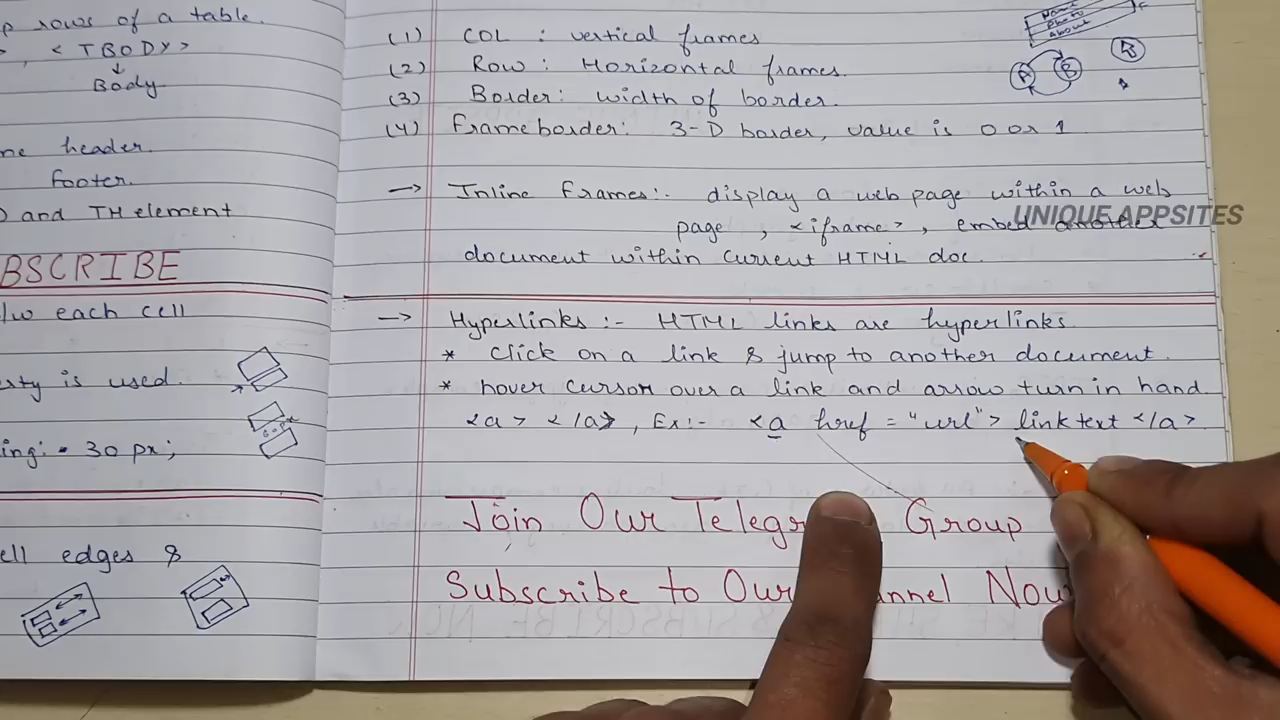 p rows of a table.
< TBODY>
Body
ne header.
footer.
and TH element
BSCRIBE
/w each cell
erty is used.
ing: 30 px;
ell edges &
(1) COL : vertical frames
(2) Row : Horizontal frames.
(3) Border: width of border.
(4) Frameborder: 3-D border, value is 0 or 1
→ Inline Frames:- display a web page within a web
page , <iframe> , embed another
document within current HTML doc.
→ Hyperlinks :- HTML links are hyperlinks
* click on a link & jump to another document.
* hover cursor over a link and arrow turn in hand.
<a> </a>, Ex:- <a href = "url"> link text </a>
Join Our Telegr Group
Subscribe to Our annel Now
A B
About
UNIQUE APPSITES